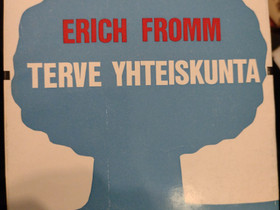 ERICH FROMM
TERVE YHTEISKUNTA